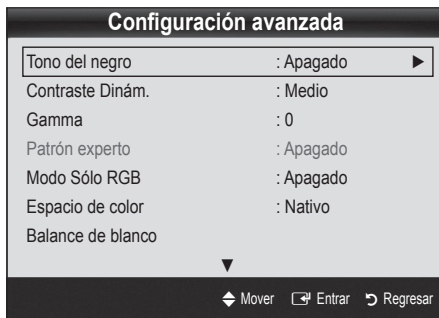 Configuración avanzada
Tono del negro : Apagado ►
Contraste Dinám. : Medio
Gamma : 0
Patrón experto : Apagado
Modo Sólo RGB : Apagado
Espacio de color : Nativo
Balance de blanco
▼
Mover Entrar Regresar